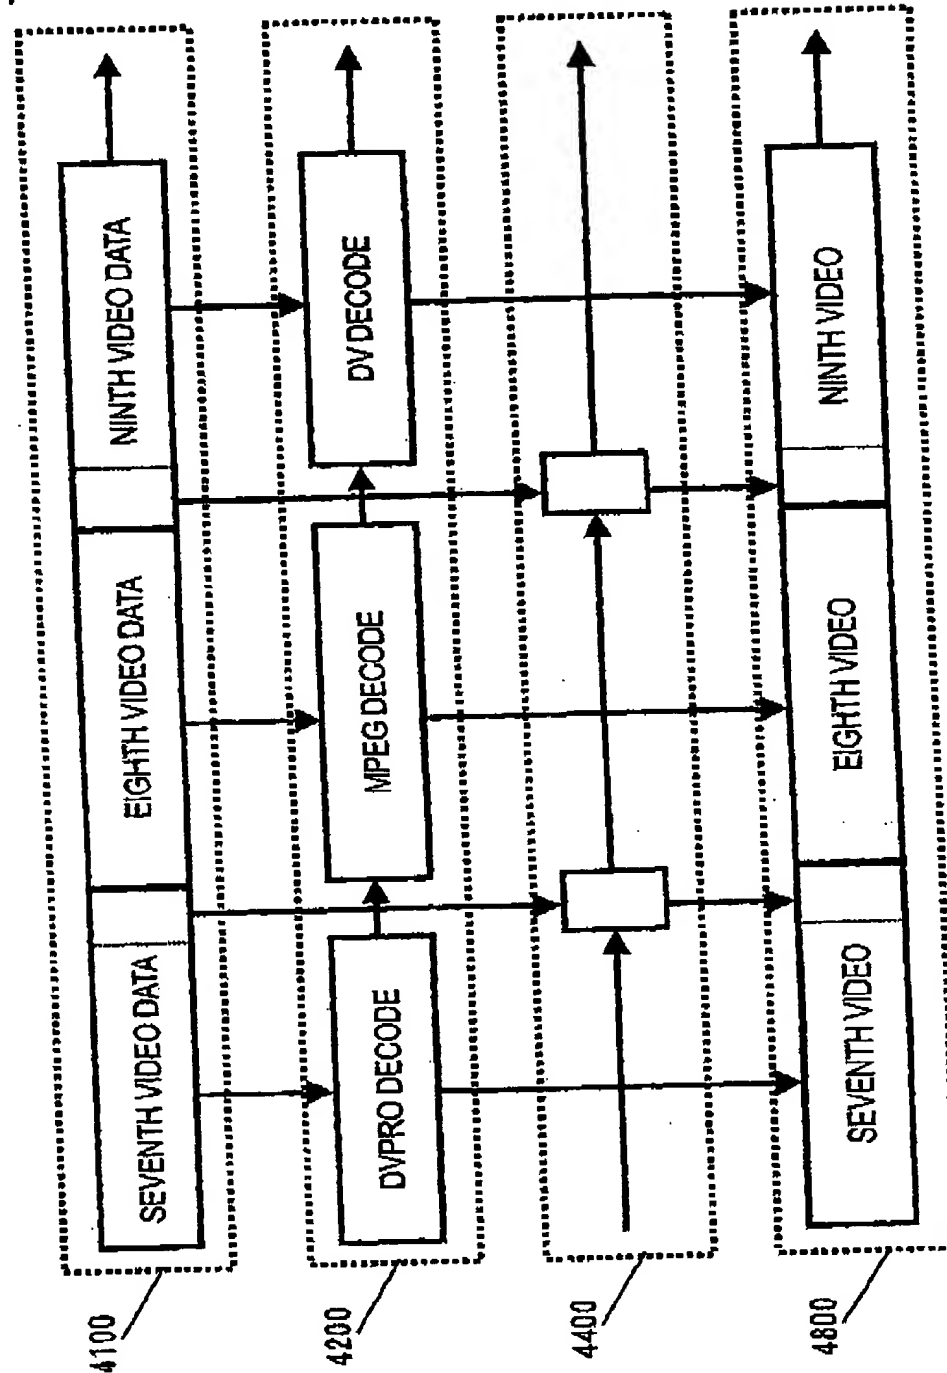 4100
SEVENTH VIDEO DATA
EIGHTH VIDEO DATA
NINTH VIDEO DATA
4200
DVPRO DECODE
MPEG DECODE
DV DECODE
4400
4800
SEVENTH VIDEO
EIGHTH VIDEO
NINTH VIDEO